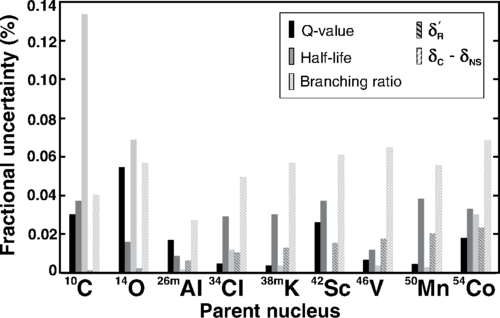 Fractional uncertainty (%)
0.14
0.12
0.10
0.08
0.06
0.04
0.02
0
Q-value
Half-life
Branching ratio
δ′R
δC - δNS
10C 14O 26mAl 34Cl 38mK 42Sc 46V 50Mn 54Co
Parent nucleus